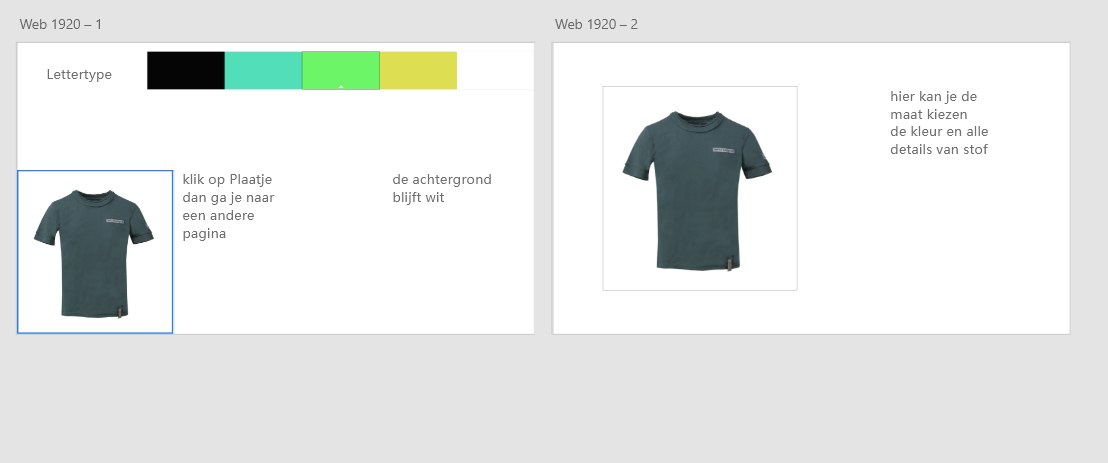 Web 1920 – 1
Lettertype
klik op Plaatje
dan ga je naar
een andere
pagina
de achtergrond
blijft wit
Web 1920 – 2
hier kan je de
maat kiezen
de kleur en alle
details van stof